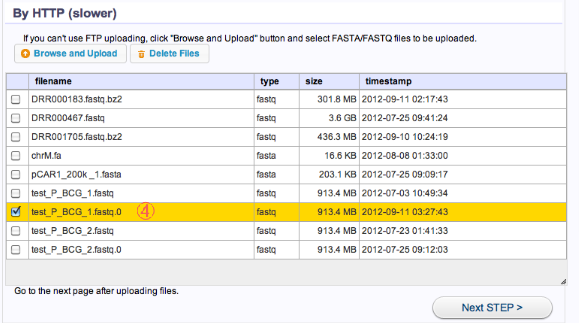 By HTTP (slower)
If you can't use FTP uploading, click "Browse and Upload" button and select FASTA/FASTQ files to be uploaded.
Browse and Upload Delete Files
filename type size timestamp
DRR000183.fastq.bz2 fastq 301.8 MB 2012-09-11 02:17:43
DRR000467.fastq fastq 3.6 GB 2012-07-25 09:41:24
DRR001705.fastq.bz2 fastq 436.3 MB 2012-09-10 10:24:19
chrM.fa fasta 16.6 KB 2012-08-08 01:33:00
pCAR1_200k_1.fasta fasta 203.1 KB 2012-07-25 09:09:17
test_P_BCG_1.fastq fastq 913.4 MB 2012-07-03 10:49:34
test_P_BCG_1.fastq.0 ④ fastq 913.4 MB 2012-09-11 03:27:43
test_P_BCG_2.fastq fastq 913.4 MB 2012-07-23 01:41:33
test_P_BCG_2.fastq.0 fastq 913.4 MB 2012-07-25 09:12:03
Go to the next page after uploading files.
Next STEP >